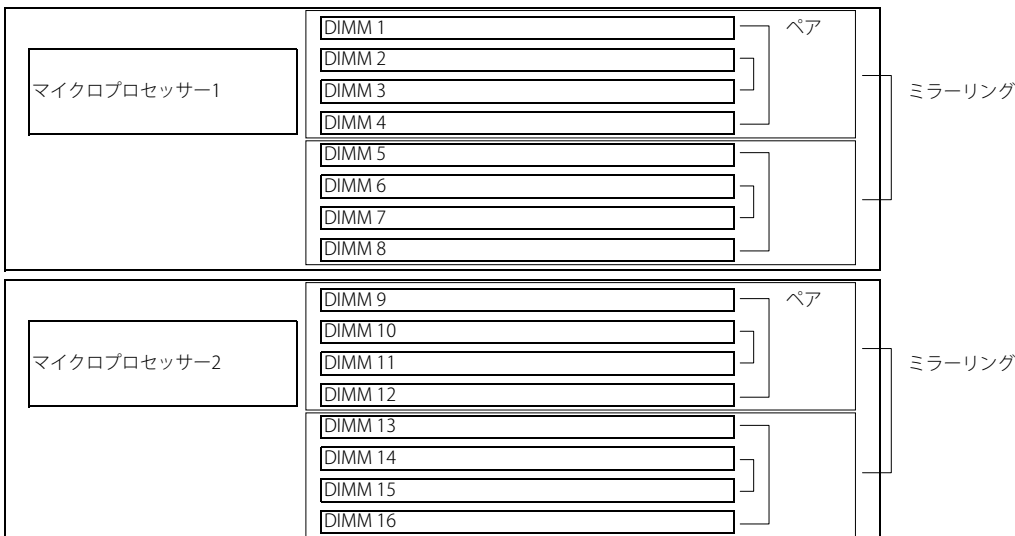 DIMM 1
ペア
DIMM 2
マイクロプロセッサー1
DIMM 3
ミラーリング
DIMM 4
DIMM 5
DIMM 6
DIMM 7
DIMM 8
DIMM 9
ペア
DIMM 10
マイクロプロセッサー2
DIMM 11
ミラーリング
DIMM 12
DIMM 13
DIMM 14
DIMM 15
DIMM 16